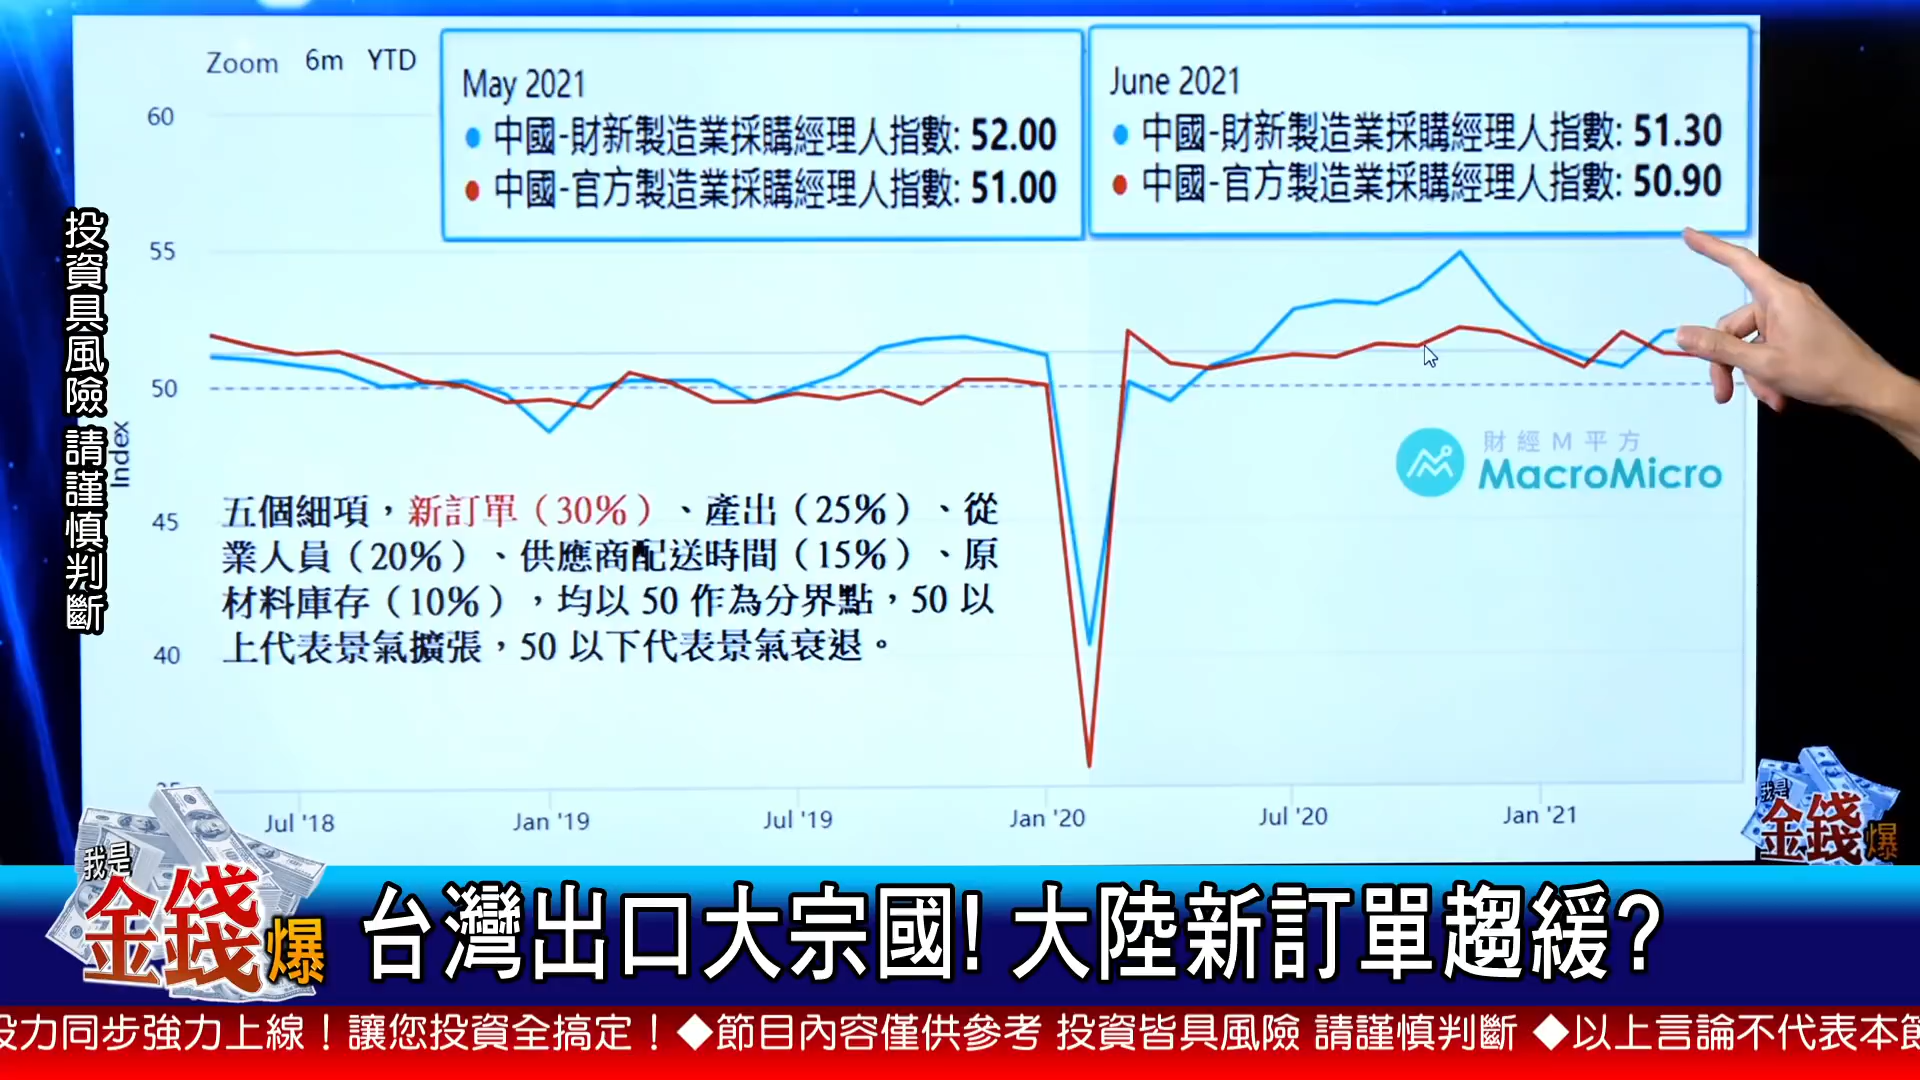 Zoom 6m YTD
May 2021
中國-財新製造業採購經理人指數: 52.00
中國-官方製造業採購經理人指數: 51.00
June 2021
中國-財新製造業採購經理人指數: 51.30
中國-官方製造業採購經理人指數: 50.90
60
55
50
45
40
Index
投資具風險 請謹慎判斷
財經M平方
MacroMicro
五個細項，新訂單（30%）、產出（25%）、從
業人員（20%）、供應商配送時間（15%）、原
材料庫存（10%），均以 50 作為分界點，50 以
上代表景氣擴張，50 以下代表景氣衰退。
Jul '18
Jan '19
Jul '19
Jan '20
Jul '20
Jan '21
我是
金錢爆
我是
金錢爆
台灣出口大宗國! 大陸新訂單趨緩?
力同步強力上線！讓您投資全搞定！◆節目內容僅供參考 投資皆具風險 請謹慎判斷 ◆以上言論不代表本節